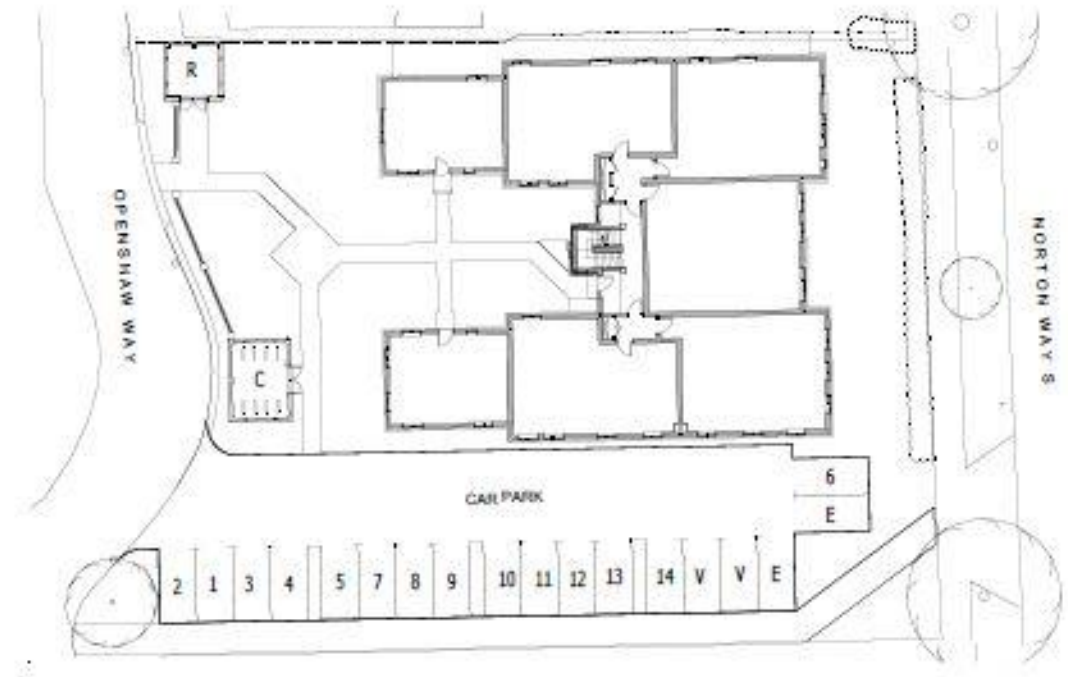 R
OPENSHAW WAY
NORTON WAY S
C
CAR PARK
6
E
2 1 3 4 5 7 8 9 10 11 12 13 14 V V E